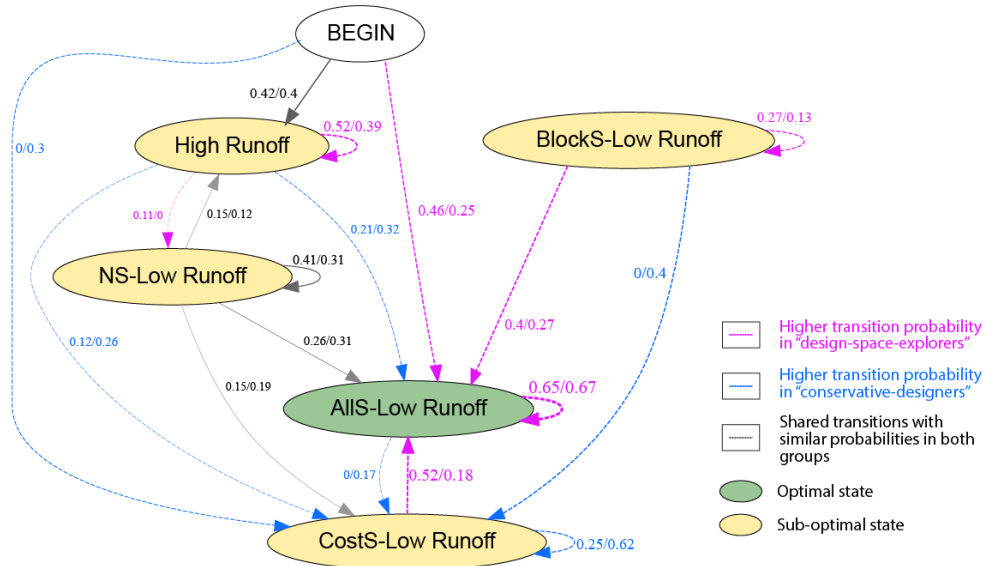 BEGIN
0.42/0.4
0.52/0.39
High Runoff
0.27/0.13
BlockS-Low Runoff
0/0.3
0.46/0.25
0.11/0
0.15/0.12
0.21/0.32
0.41/0.31
NS-Low Runoff
0/0.4
0.4/0.27
0.26/0.31
0.12/0.26
0.15/0.19
0.65/0.67
AllS-Low Runoff
0/0.17
0.52/0.18
CostS-Low Runoff
0.25/0.62
Higher transition probability
in “design-space-explorers”
Higher transition probability
in “conservative-designers”
Shared transitions with
similar probabilities in both
groups
Optimal state
Sub-optimal state